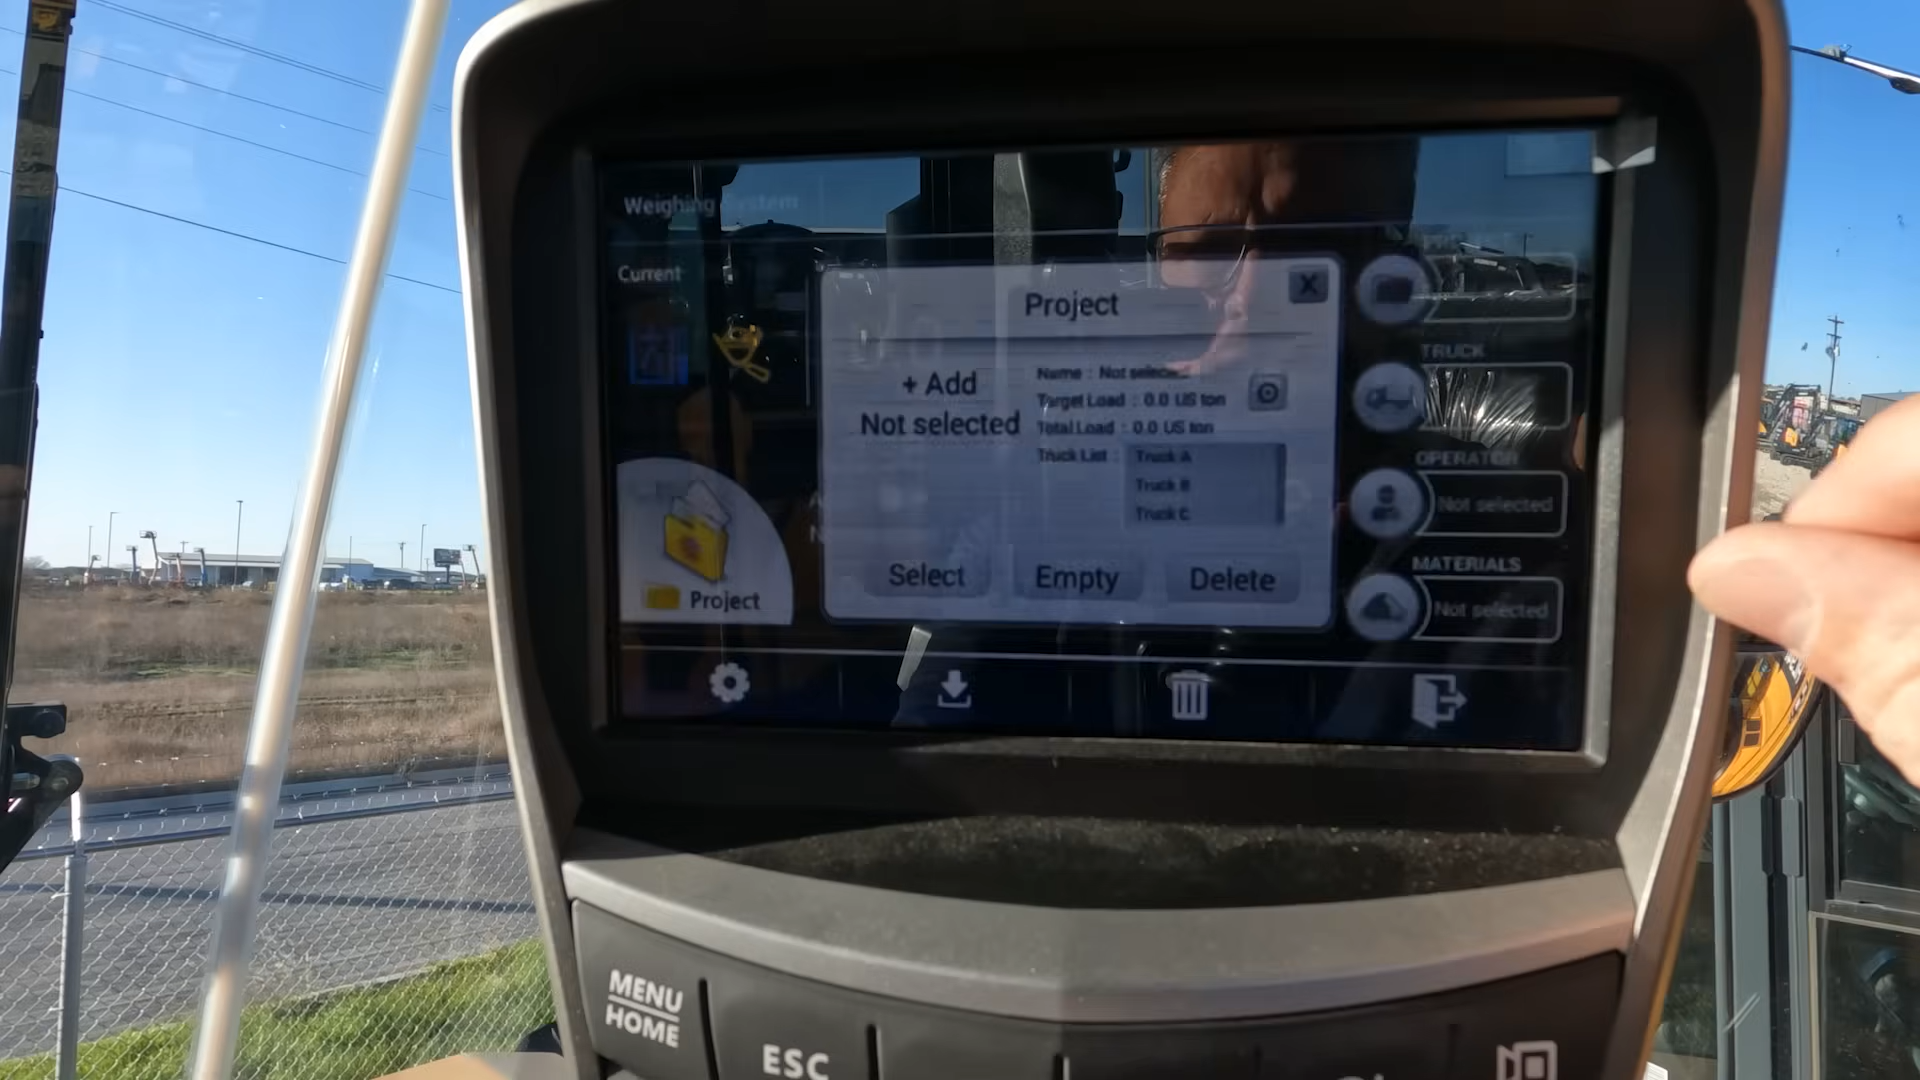 Weighing System
Current
Project
X
+ Add
Not selected
Name : Not selected
Target Load : 0.0 US ton
Total Load : 0.0 US ton
Truck List :
Truck A
Truck B
Truck C
Select
Empty
Delete
Project
TRUCK
OPERATOR
Not selected
MATERIALS
Not selected
MENU
HOME
ESC